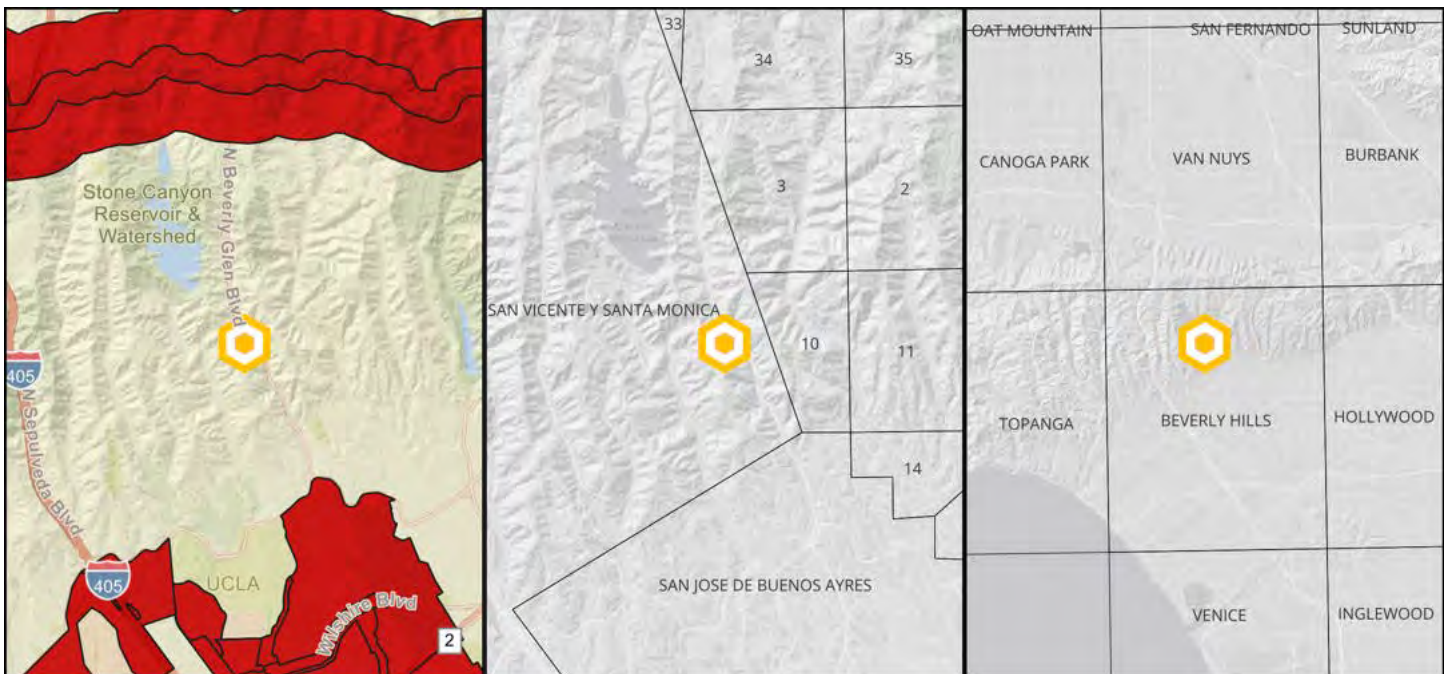 N Beverly Glen Blvd
Stone Canyon
Reservoir &
Watershed
405
N Sepulveda Blvd
405
UCLA
Wilshire Blvd
2
33
34
35
3
2
SAN VICENTE Y SANTA MONICA
10
11
14
SAN JOSE DE BUENOS AYRES
OAT MOUNTAIN
SAN FERNANDO
SUNLAND
CANOGA PARK
VAN NUYS
BURBANK
TOPANGA
BEVERLY HILLS
HOLLYWOOD
VENICE
INGLEWOOD